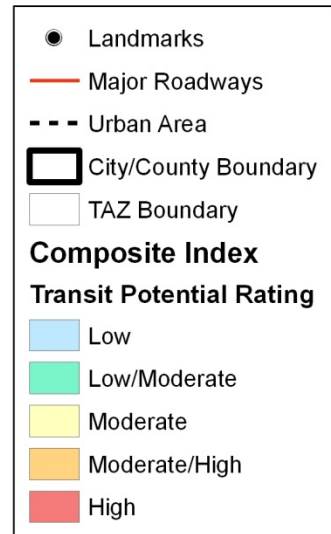 Landmarks
Major Roadways
Urban Area
City/County Boundary
TAZ Boundary
Composite Index
Transit Potential Rating
Low
Low/Moderate
Moderate
Moderate/High
High